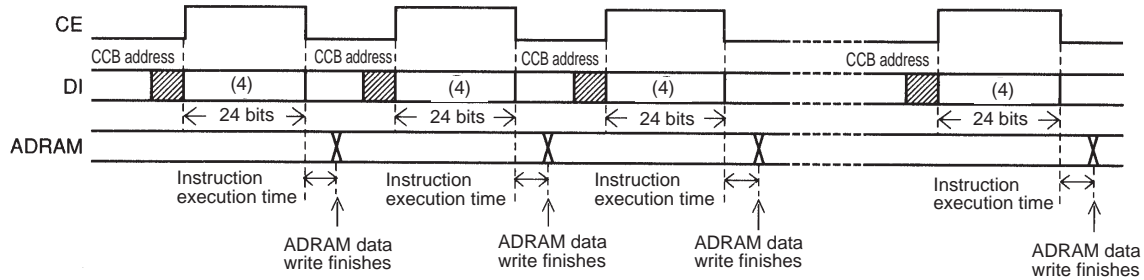 CE
CCB address CCB address CCB address CCB address
DI (4) (4) (4) (4)
24 bits 24 bits 24 bits 24 bits
ADRAM
Instruction Instruction Instruction Instruction
execution time execution time execution time execution time
ADRAM data ADRAM data ADRAM data ADRAM data
write finishes write finishes write finishes write finishes